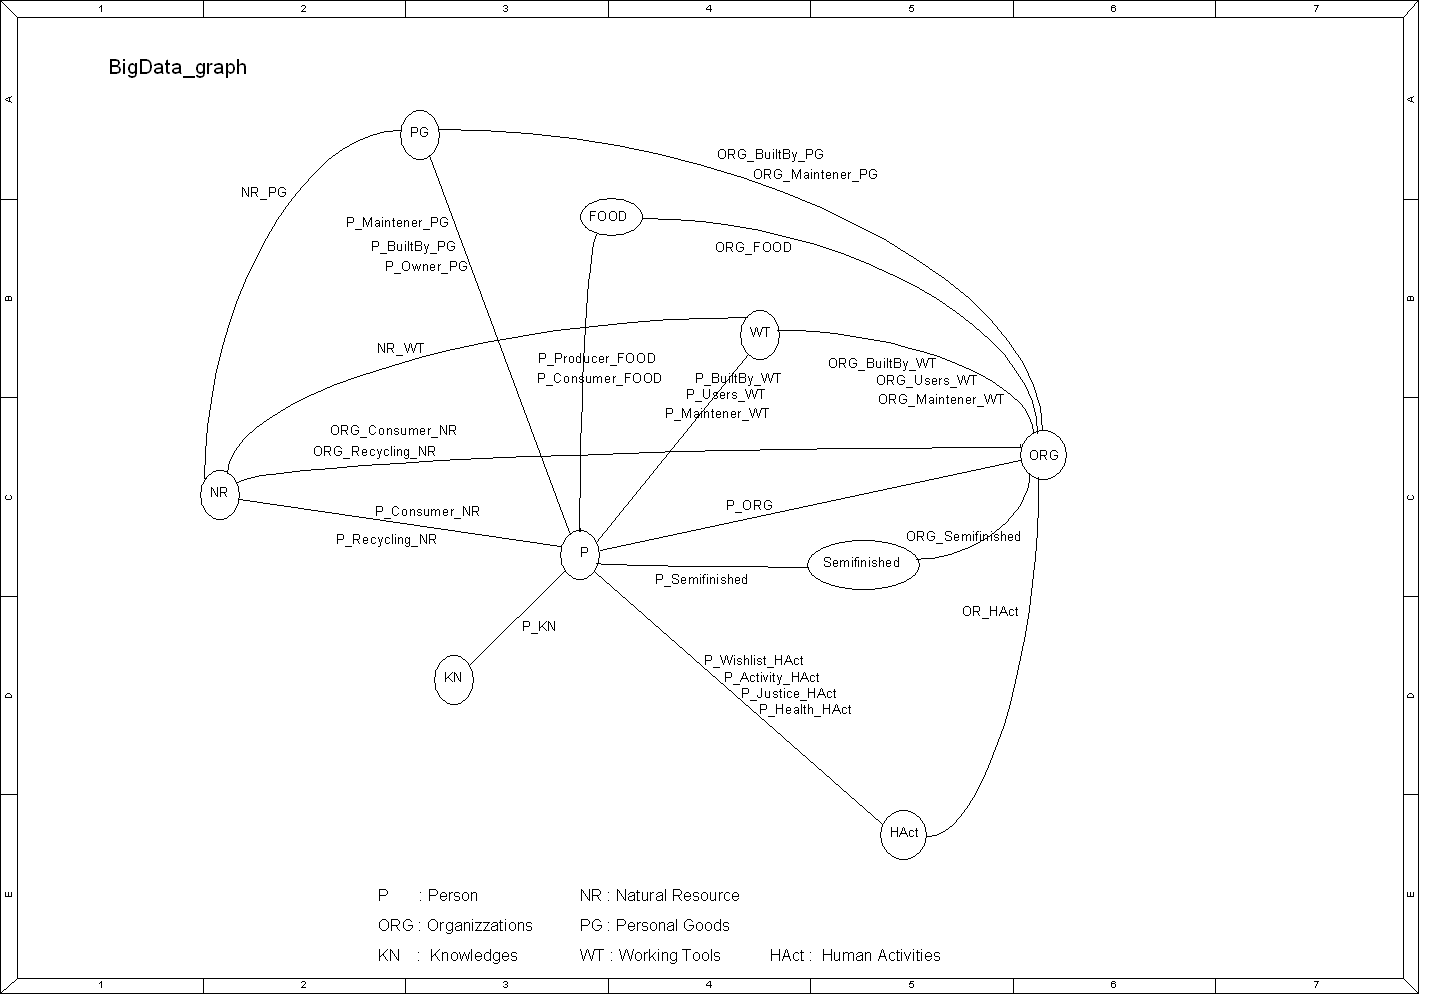 1 2 3 4 5 6 7
A A
BigData_graph
PG
ORG_BuiltBy_PG
ORG_Maintener_PG
NR_PG
FOOD
P_Maintener_PG
P_BuiltBy_PG
P_Owner_PG
ORG_FOOD
B B
WT
NR_WT
P_Producer_FOOD
P_Consumer_FOOD
ORG_BuiltBy_WT
ORG_Users_WT
ORG_Maintener_WT
P_BuiltBy_WT
P_Users_WT
P_Maintener_WT
ORG_Consumer_NR
ORG_Recycling_NR
ORG
NR
C C
P_Consumer_NR
P_Recycling_NR
P_ORG
ORG_Semifinished
P
Semifinished
P_Semifinished
OR_HAct
P_KN
KN
P_Wishlist_HAct
P_Activity_HAct
P_Justice_HAct
P_Health_HAct
D D
HAct
E E
P : Person NR : Natural Resource
ORG : Organizzations PG : Personal Goods
KN : Knowledges WT : Working Tools HAct : Human Activities
1 2 3 4 5 6 7